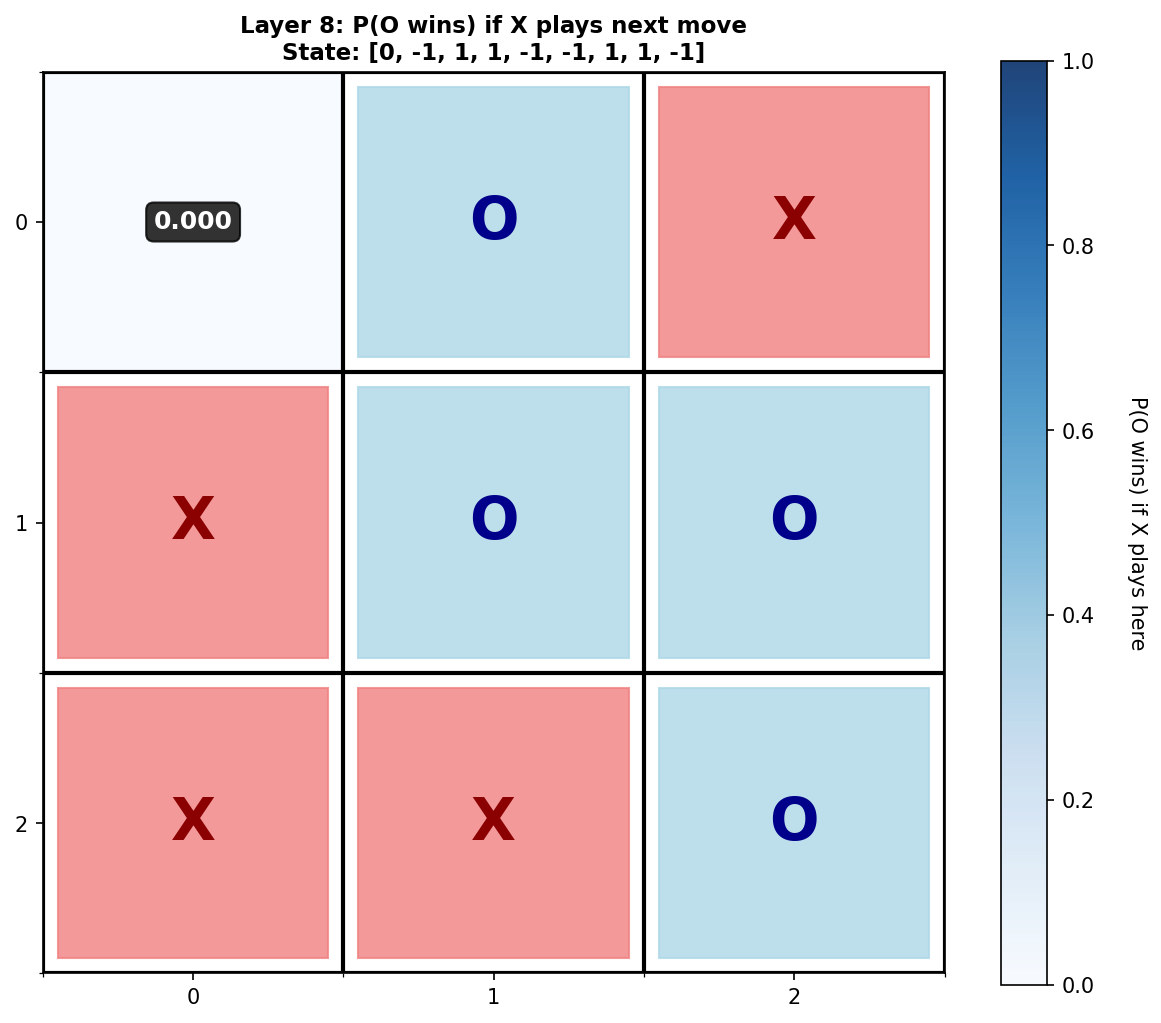 Layer 8: P(O wins) if X plays next move
State: [0, -1, 1, 1, -1, -1, 1, 1, -1]
0.000
O
X
X
O
O
X
X
O
0
1
2
0
1
2
1.0
0.8
0.6
0.4
0.2
0.0
P(O wins) if X plays here